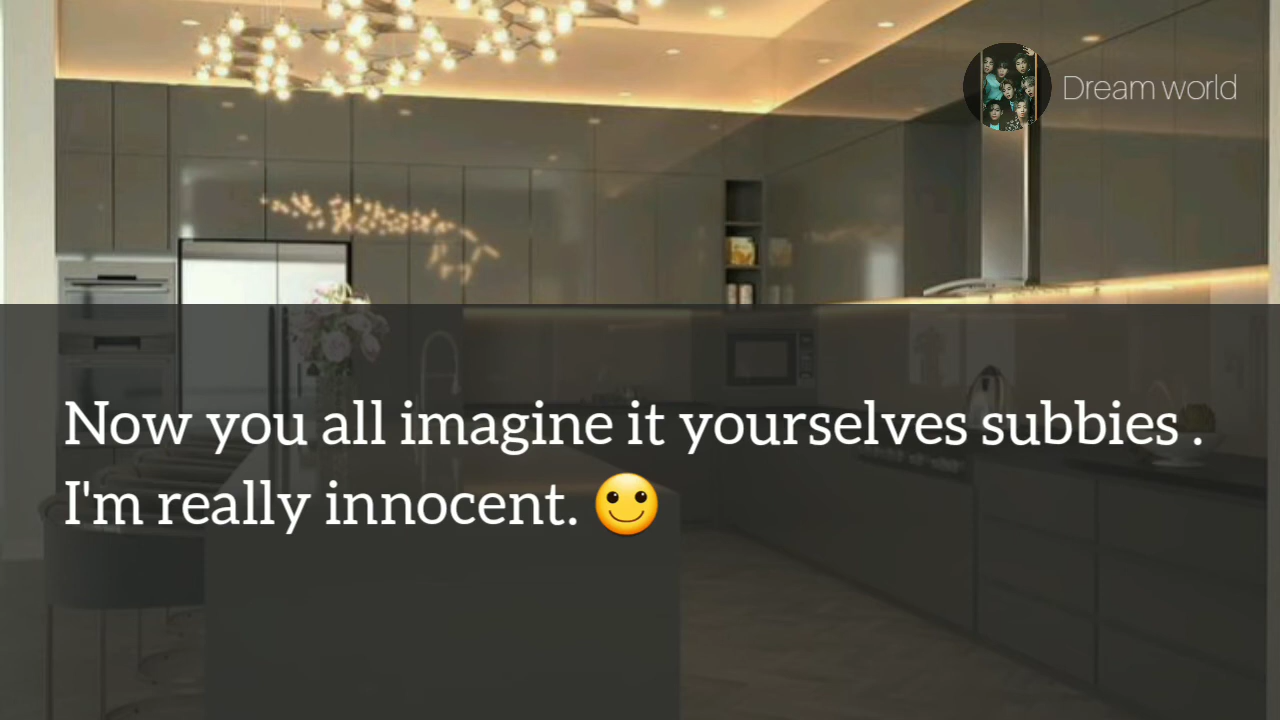 Dream world
Now you all imagine it yourselves subbies .
I'm really innocent. 🙂